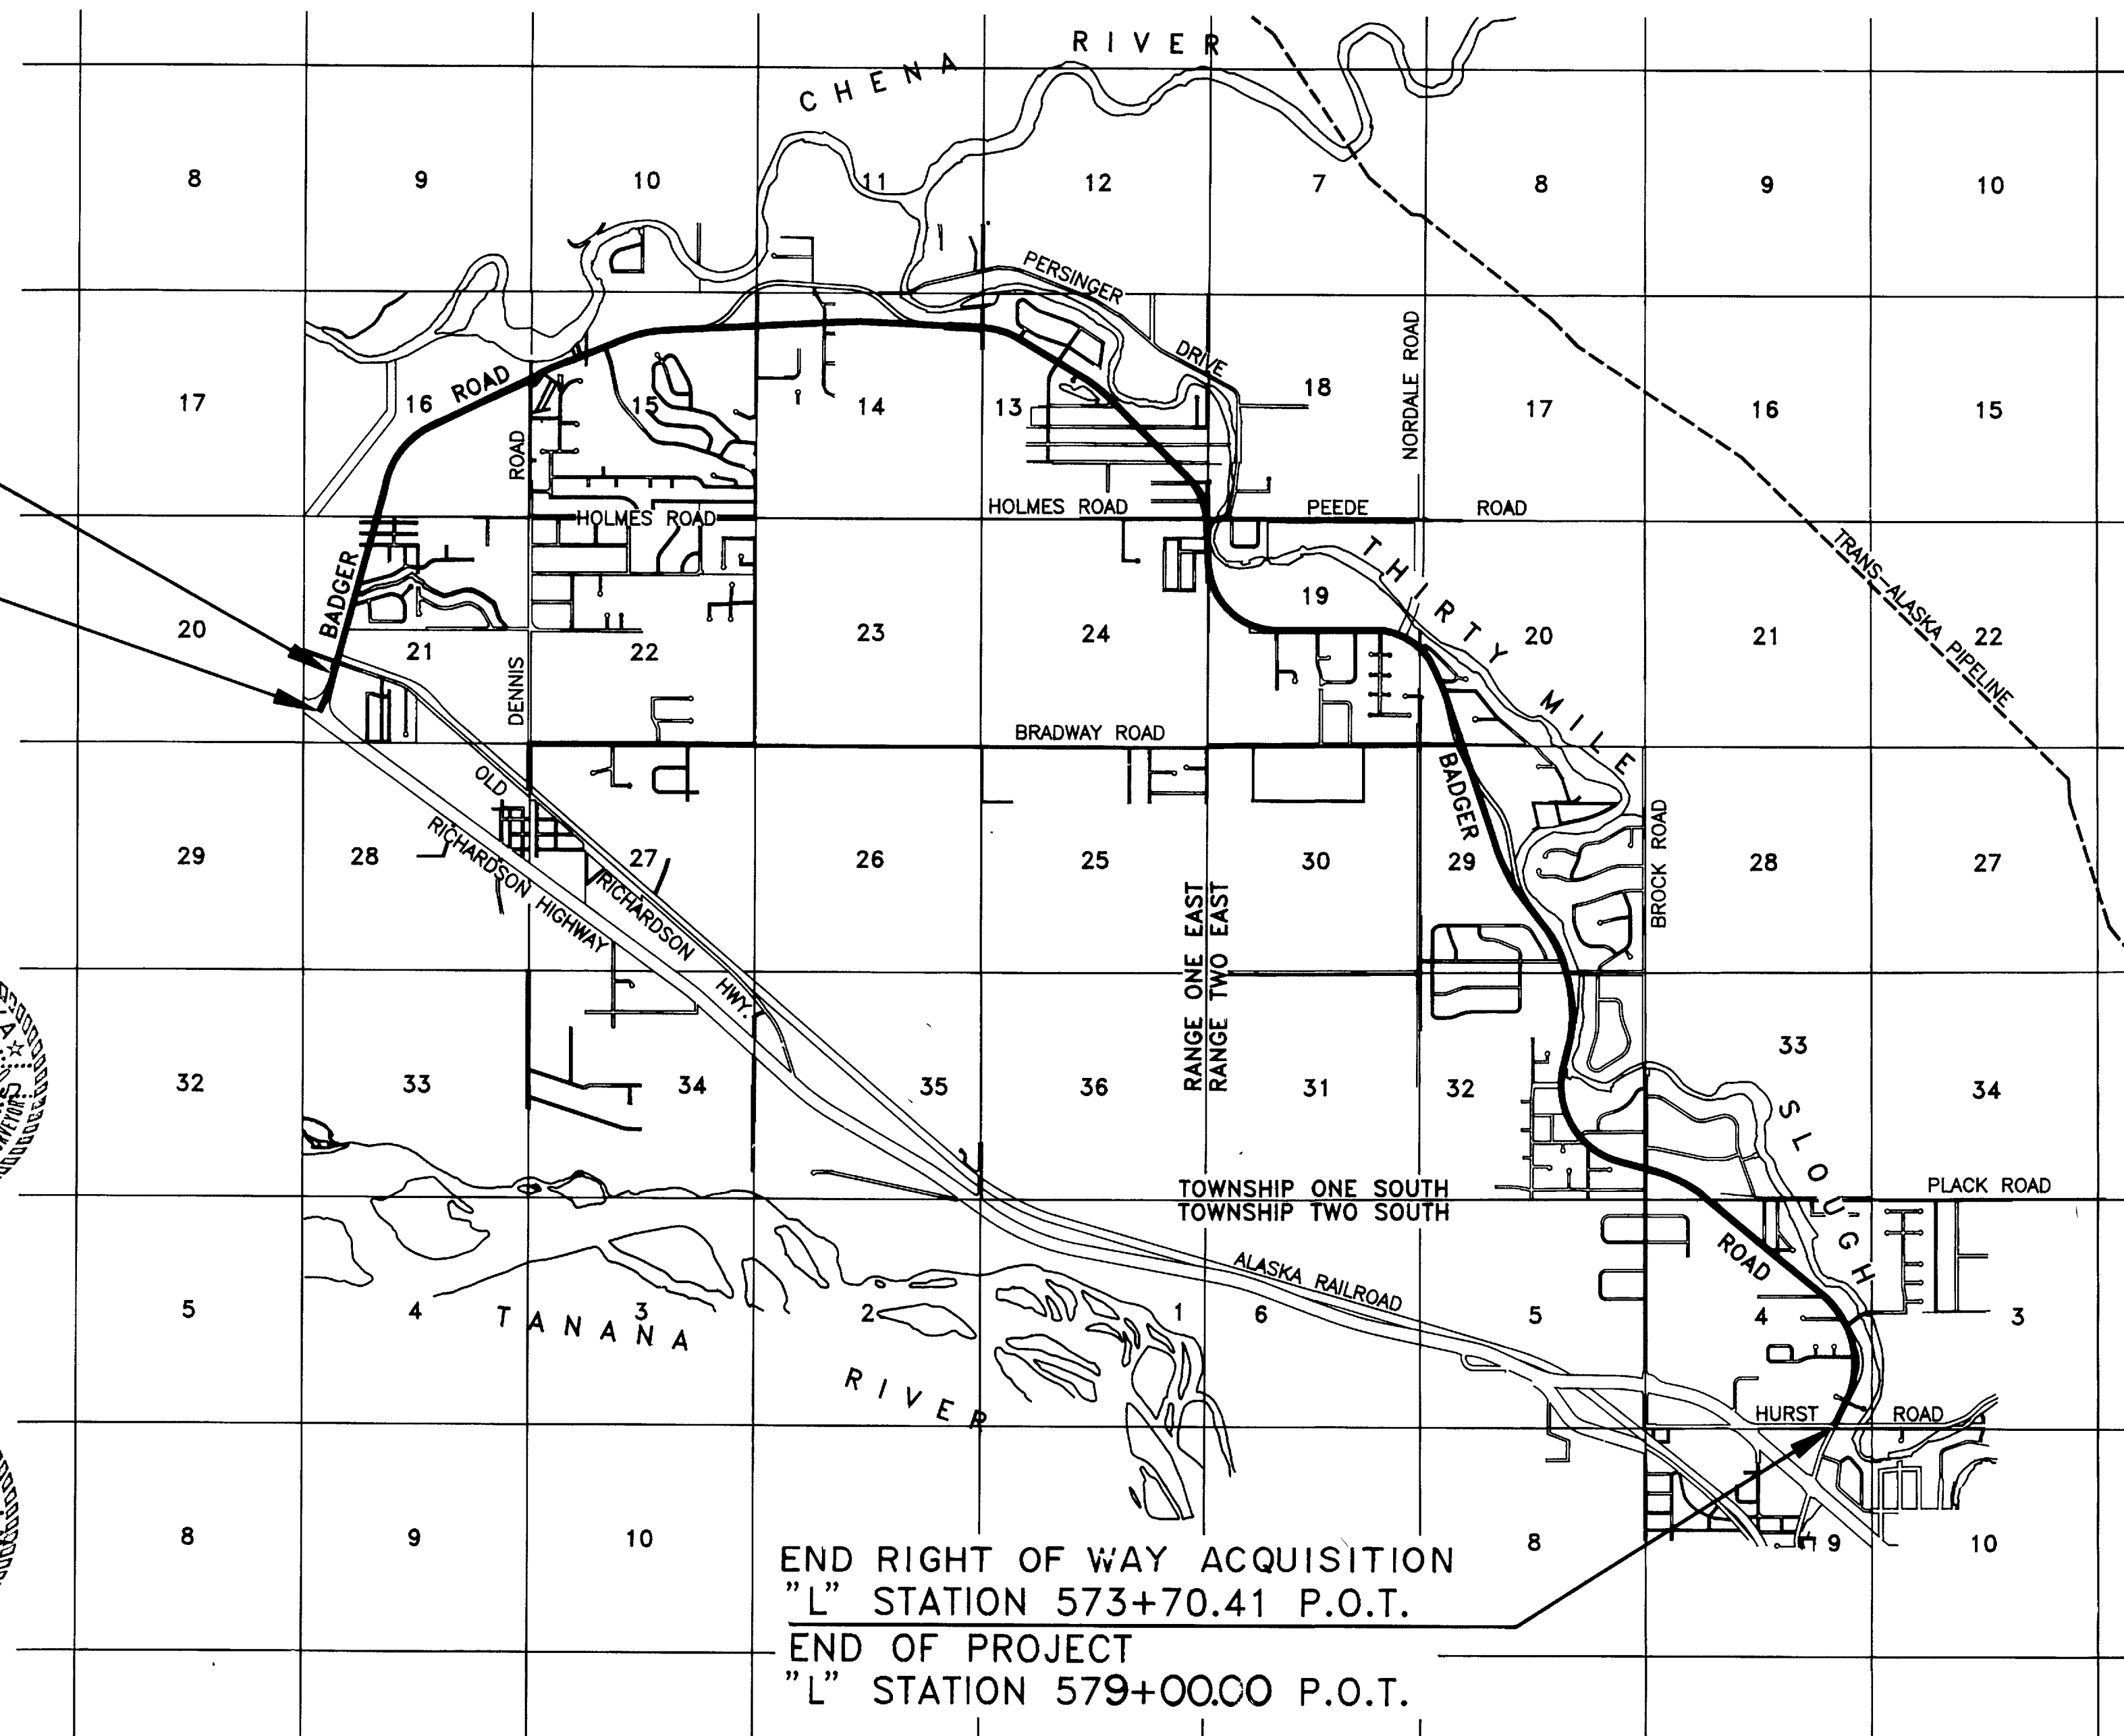 CHENA RIVER
8 9 10 11 12 7 8 9 10
PERSINGER DRIVE
NORDALE ROAD
17 16 15 14 13 18 17 16 15
BADGER ROAD
DENNIS ROAD
HOLMES ROAD
HOLMES ROAD
PEEDE ROAD
THIRTY MILE SLOUGH
TRANS-ALASKA PIPELINE
20 21 22 23 24 19 20 21 22
BRADWAY ROAD
OLD RICHARDSON HWY.
RICHARDSON HIGHWAY
BADGER ROAD
BROCK ROAD
29 28 27 26 25 30 29 28 27
RANGE ONE EAST
RANGE TWO EAST
32 33 34 35 36 31 32 33 34
TOWNSHIP ONE SOUTH
TOWNSHIP TWO SOUTH
PLACK ROAD
ALASKA RAILROAD
5 4 3 2 1 6 5 4 3
TANANA RIVER
HURST ROAD
8 9 10 8 9 10
END RIGHT OF WAY ACQUISITION
"L" STATION 573+70.41 P.O.T.
END OF PROJECT
"L" STATION 579+00.00 P.O.T.